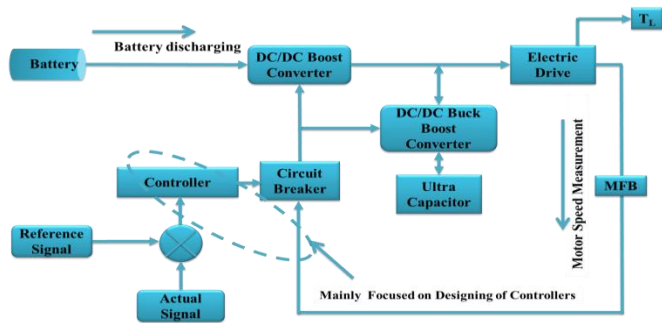 T_L
Battery discharging
Battery
DC/DC Boost
Converter
Electric
Drive
DC/DC Buck
Boost
Converter
Motor Speed Measurement
Controller
Circuit
Breaker
Ultra
Capacitor
MFB
Reference
Signal
Actual
Signal
Mainly Focused on Designing of Controllers